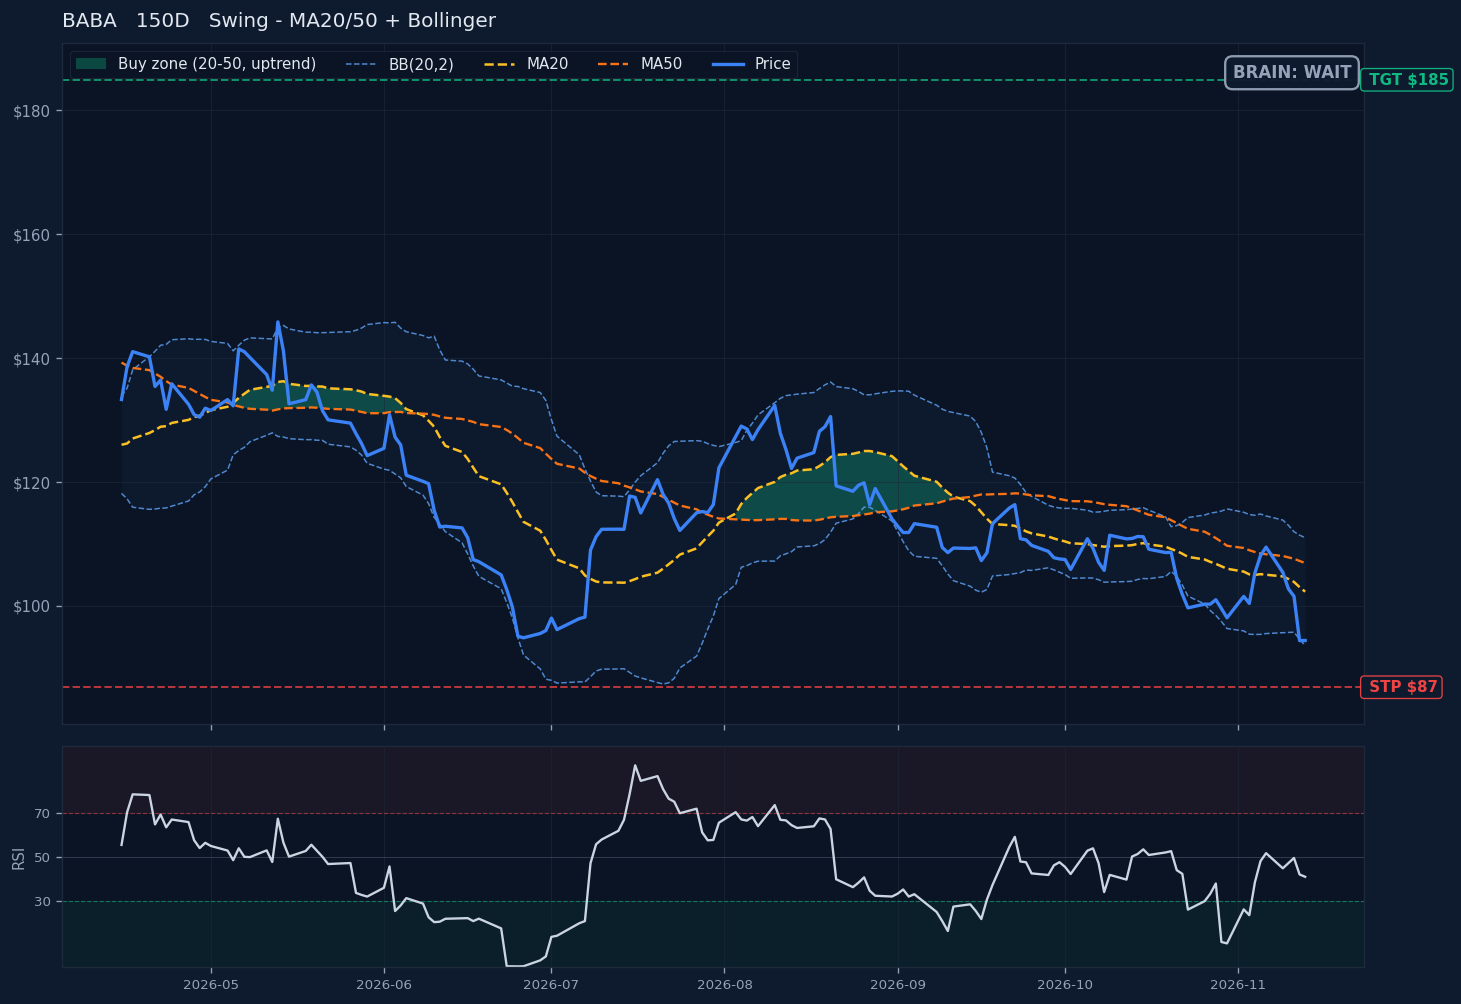 BABA 150D Swing - MA20/50 + Bollinger
Buy zone (20-50, uptrend) BB(20,2) MA20 MA50 Price
BRAIN: WAIT
TGT $185
$180
$160
$140
$120
$100
STP $87
70
50
30
RSI
2026-05 2026-06 2026-07 2026-08 2026-09 2026-10 2026-11